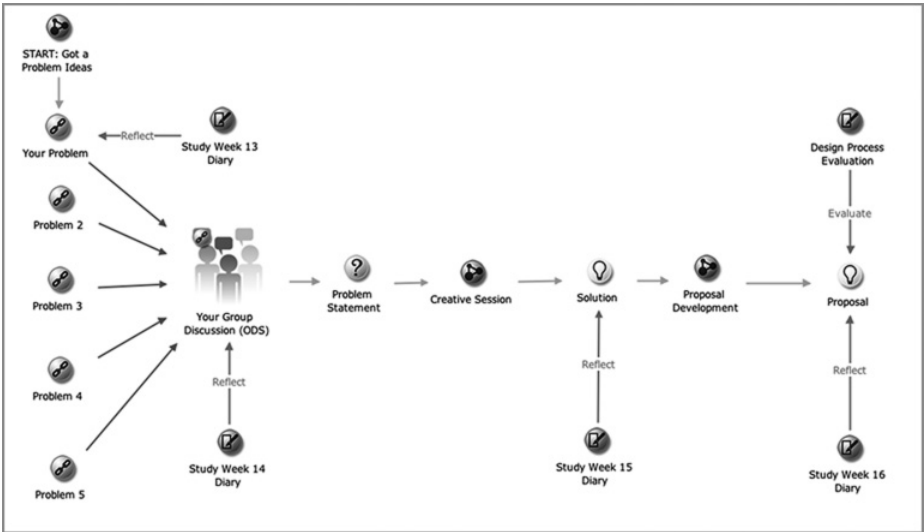 START: Got a
Problem Ideas
Your Problem
Reflect
Study Week 13
Diary
Design Process
Evaluation
Problem 2
Evaluate
Problem 3
Your Group
Discussion (ODS)
Problem
Statement
Creative Session
Solution
Proposal
Development
Proposal
Problem 4
Reflect
Reflect
Reflect
Problem 5
Study Week 14
Diary
Study Week 15
Diary
Study Week 16
Diary